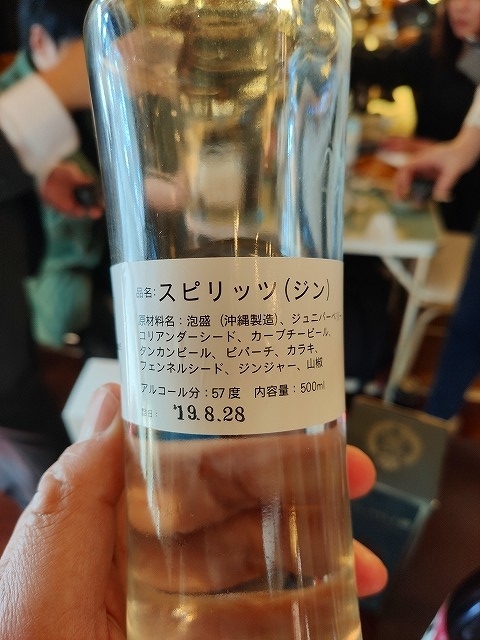 品名:スピリッツ(ジン)
原材料名:泡盛(沖縄製造)、ジュニパーベリー、
コリアンダーシード、カーブチーピール、
タンカンピール、ピパーチ、カラキ、
フェンネルシード、ジンジャー、山椒
アルコール分:57度 内容量:500ml
'19.8.28